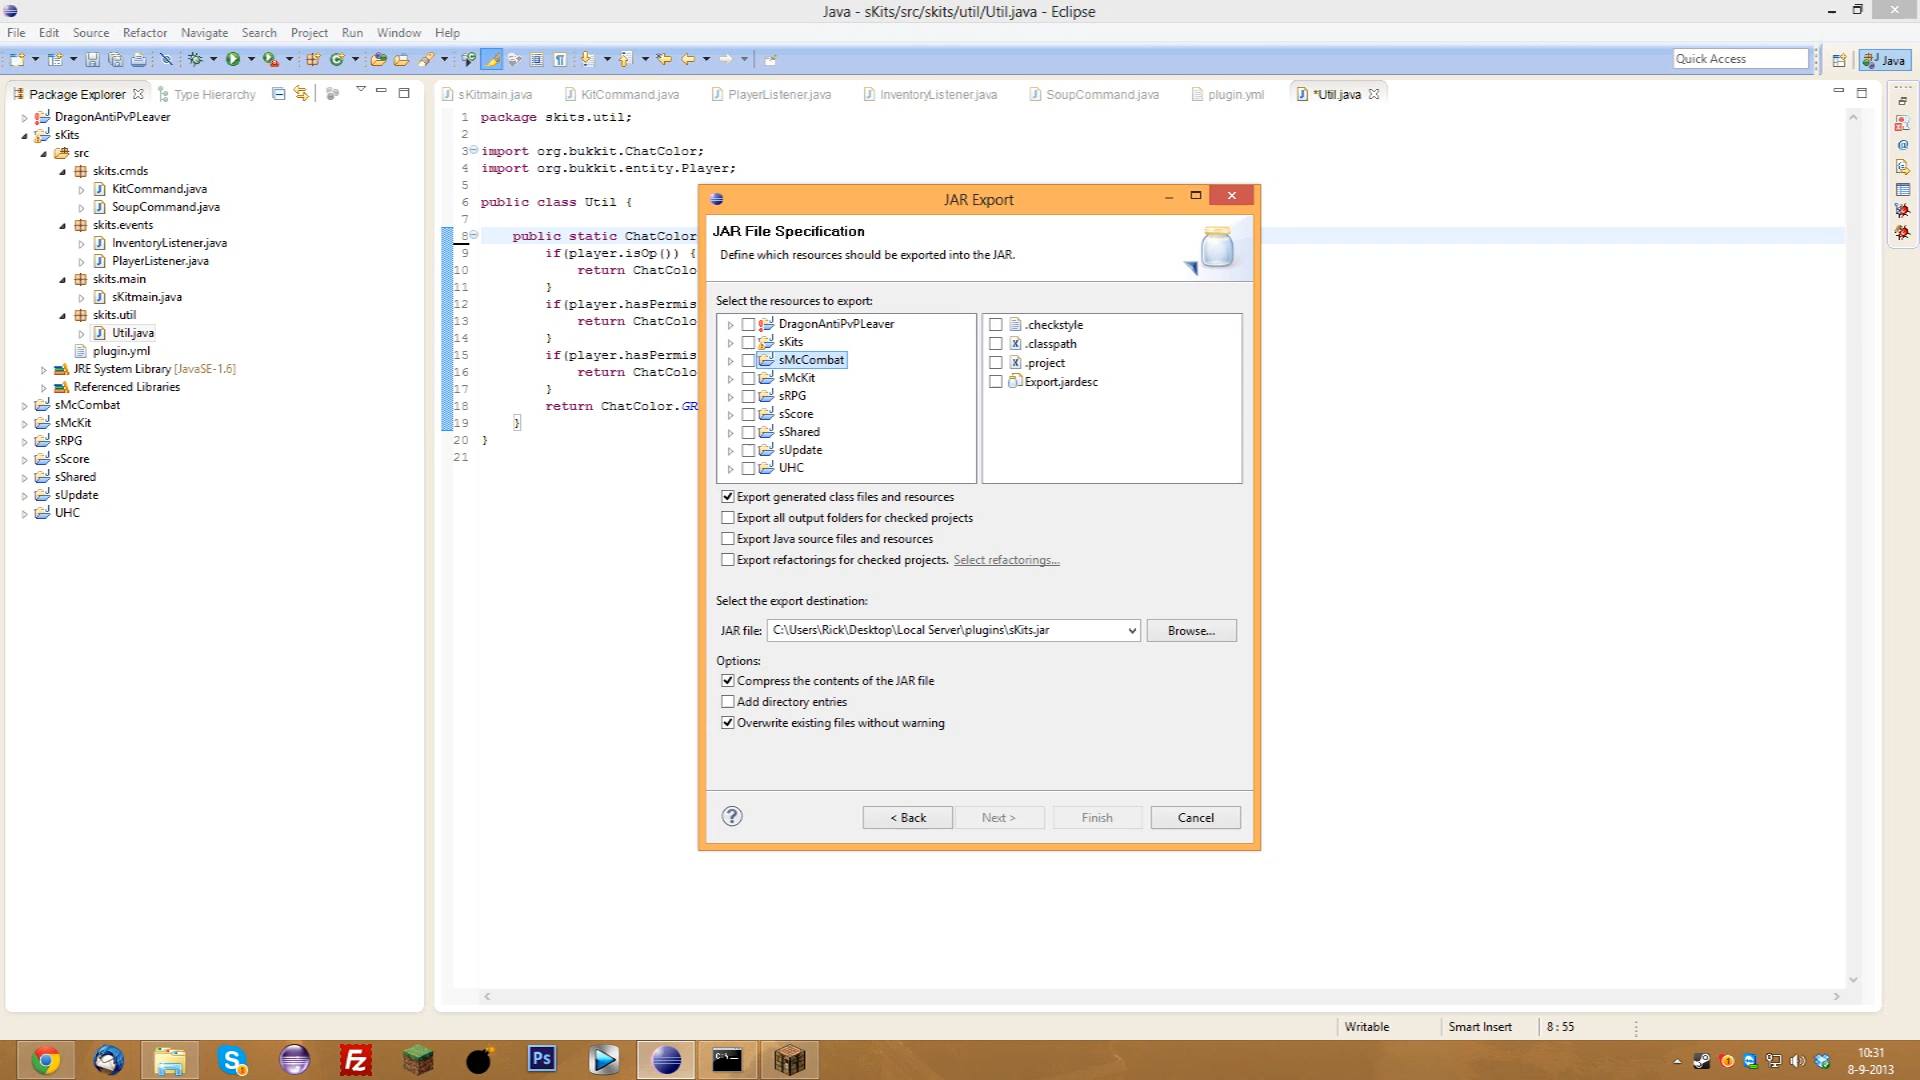 Java - sKits/src/skits/util/Util.java - Eclipse
File Edit Source Refactor Navigate Search Project Run Window Help
Quick Access
Java
Package Explorer
Type Hierarchy
sKitmain.java
KitCommand.java
PlayerListener.java
InventoryListener.java
SoupCommand.java
plugin.yml
*Util.java
DragonAntiPvPLeaver
sKits
src
skits.cmds
KitCommand.java
SoupCommand.java
skits.events
InventoryListener.java
PlayerListener.java
skits.main
sKitmain.java
skits.util
Util.java
plugin.yml
JRE System Library [JavaSE-1.6]
Referenced Libraries
sMcCombat
sMcKit
sRPG
sScore
sShared
sUpdate
UHC
1 package skits.util;
2
3 import org.bukkit.ChatColor;
4 import org.bukkit.entity.Player;
5
6 public class Util {
7
8 public static ChatColor
9 if(player.isOp()) {
10 return ChatColo
11 }
12 if(player.hasPermis
13 return ChatColo
14 }
15 if(player.hasPermis
16 return ChatColo
17 }
18 return ChatColor.GR
19 }
20 }
21
JAR Export
JAR File Specification
Define which resources should be exported into the JAR.
Select the resources to export:
DragonAntiPvPLeaver
sKits
sMcCombat
sMcKit
sRPG
sScore
sShared
sUpdate
UHC
.checkstyle
.classpath
.project
Export.jardesc
Export generated class files and resources
Export all output folders for checked projects
Export Java source files and resources
Export refactorings for checked projects. Select refactorings...
Select the export destination:
JAR file: C:\Users\Rick\Desktop\Local Server\plugins\sKits.jar Browse...
Options:
Compress the contents of the JAR file
Add directory entries
Overwrite existing files without warning
? < Back Next > Finish Cancel
Writable Smart Insert 8 : 55
Ps
C:\
10:31
8-9-2013